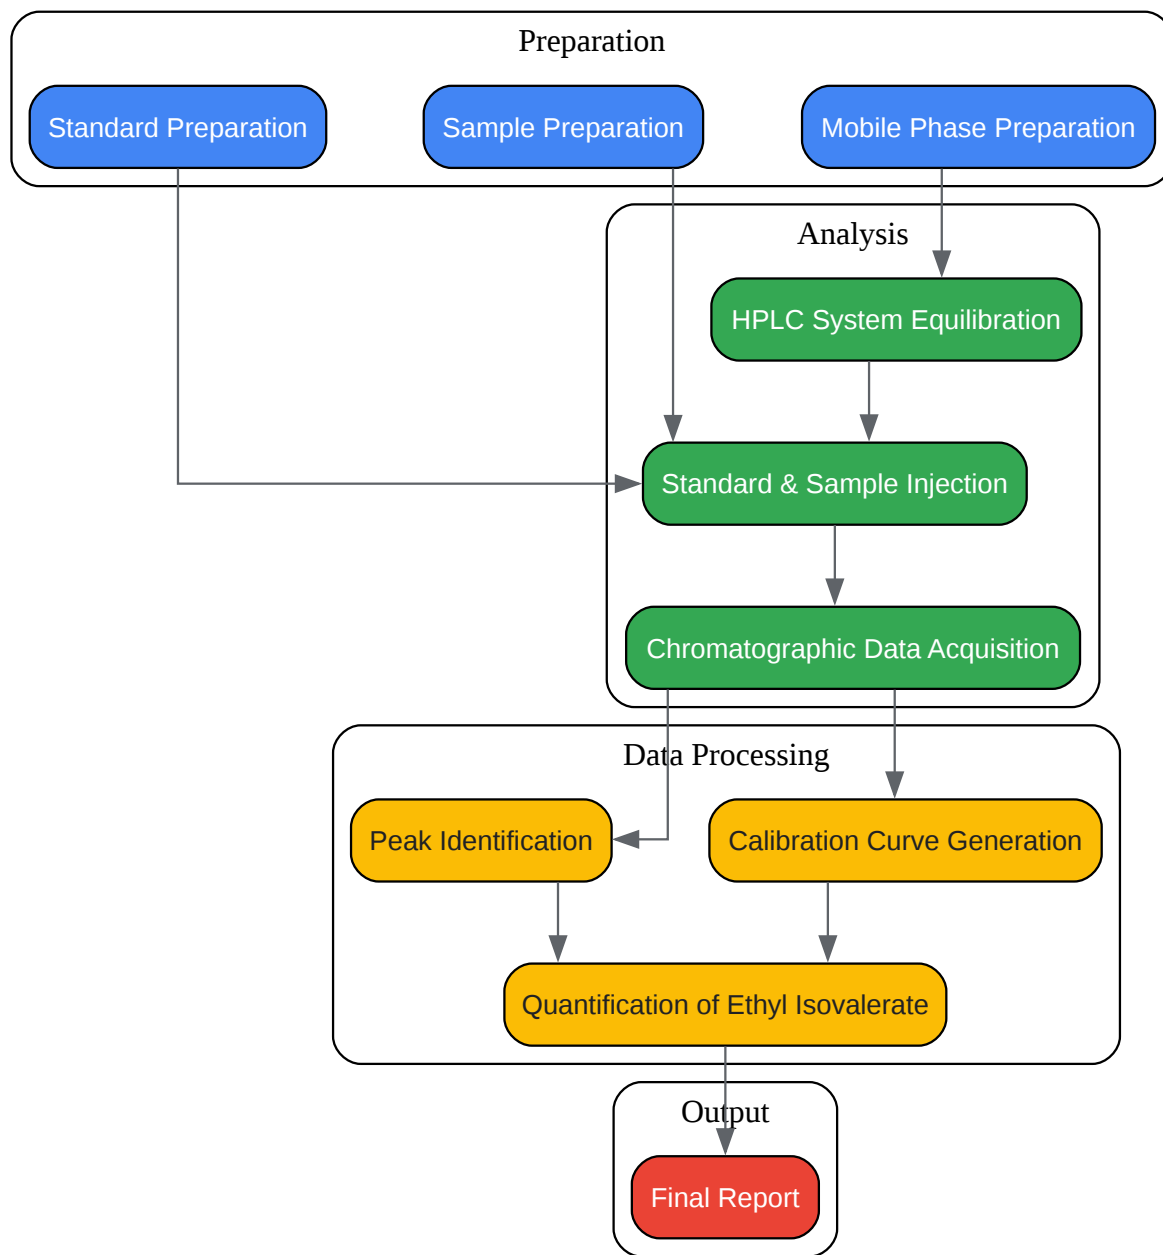 Preparation
Standard Preparation
Sample Preparation
Mobile Phase Preparation
Analysis
HPLC System Equilibration
Standard & Sample Injection
Chromatographic Data Acquisition
Data Processing
Peak Identification
Calibration Curve Generation
Quantification of Ethyl Isovalerate
Output
Final Report